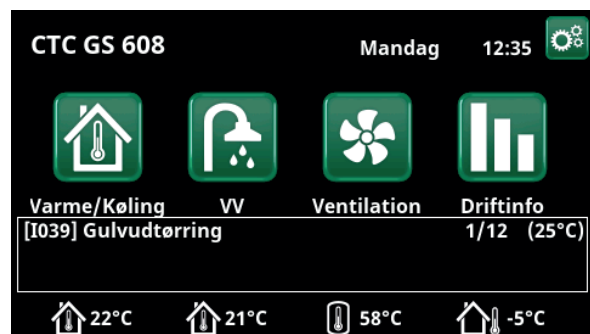 CTC GS 608 Mandag 12:35
Varme/Køling VV Ventilation Driftinfo
[I039] Gulvudtørring 1/12 (25°C)
22°C 21°C 58°C -5°C